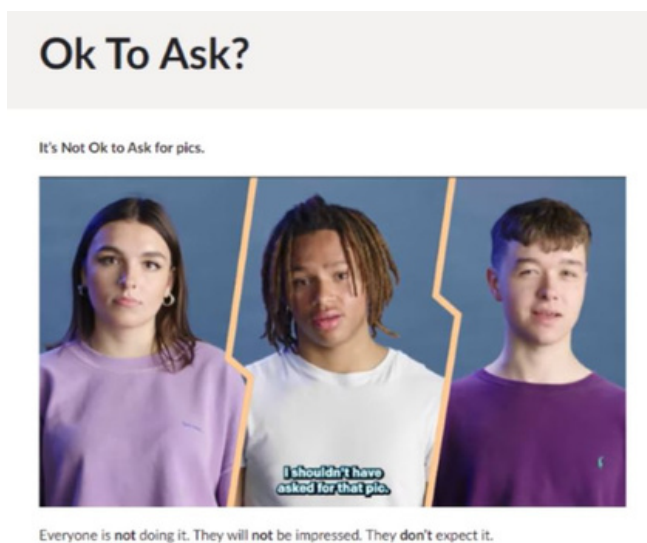 Ok To Ask?
It's Not Ok to Ask for pics.
I shouldn't have
asked for that pic.
Everyone is not doing it. They will not be impressed. They don't expect it.